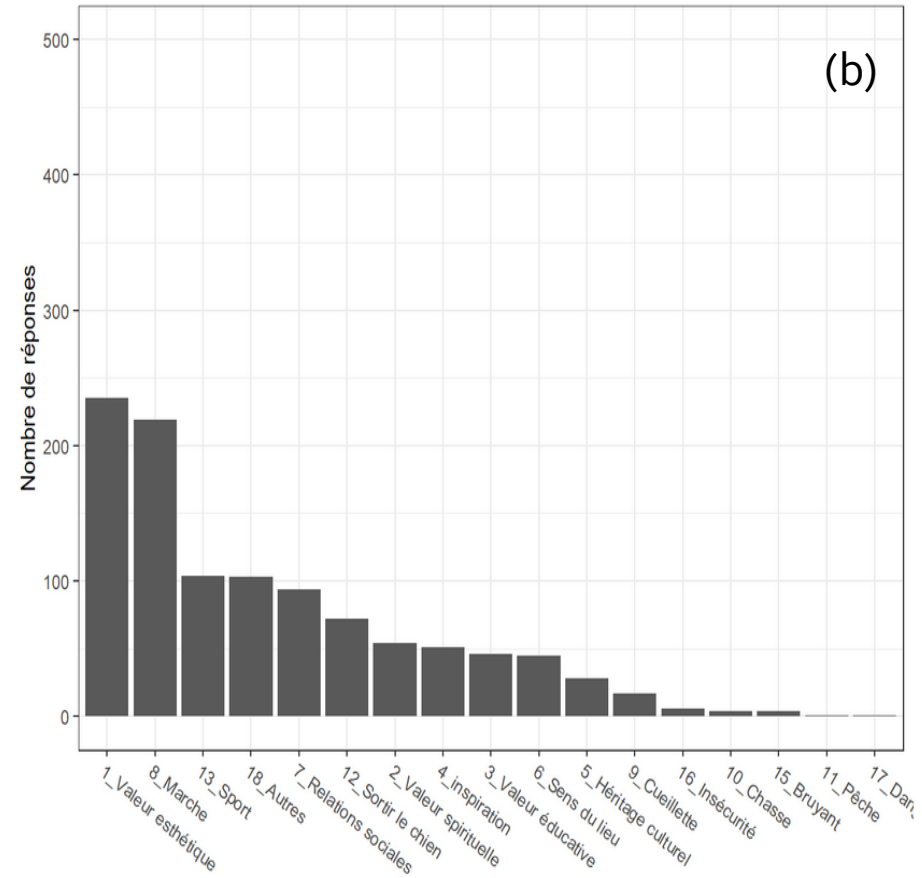 (b)
Nombre de réponses
500
400
300
200
100
0
1_Valeur esthétique
8_Marche
13_Sport
18_Autres
7_Relations sociales
12_Sortir le chien
2_Valeur spirituelle
4_inspiration
3_Valeur éducative
6_Sens du lieu
5_Héritage culturel
9_Cueillette
16_Insécurité
10_Chasse
15_Bruyant
11_Pêche